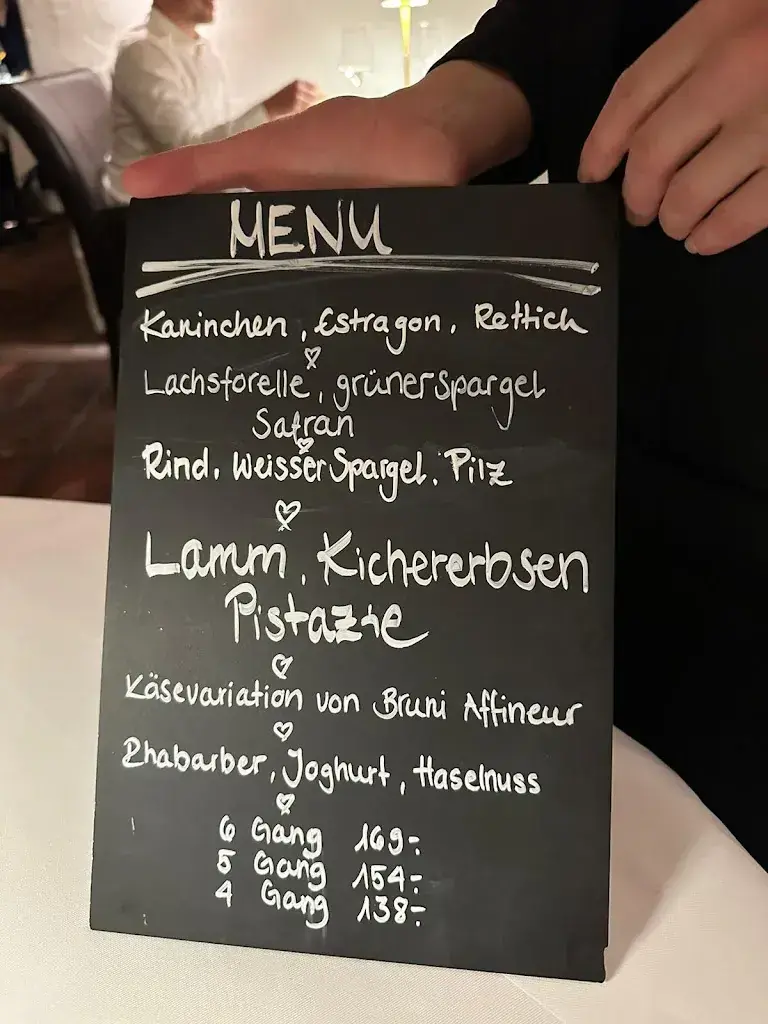 MENU
Kaninchen, Estragon, Rettich
Lachsforelle, grüner Spargel
Safran
Rind, Weisser Spargel, Pilz
Lamm, Kichererbsen
Pistazie
Käsevariation von Bruni Affineur
Rhabarber, Joghurt, Haselnuss
6 Gang 169.-
5 Gang 154.-
4 Gang 138.-